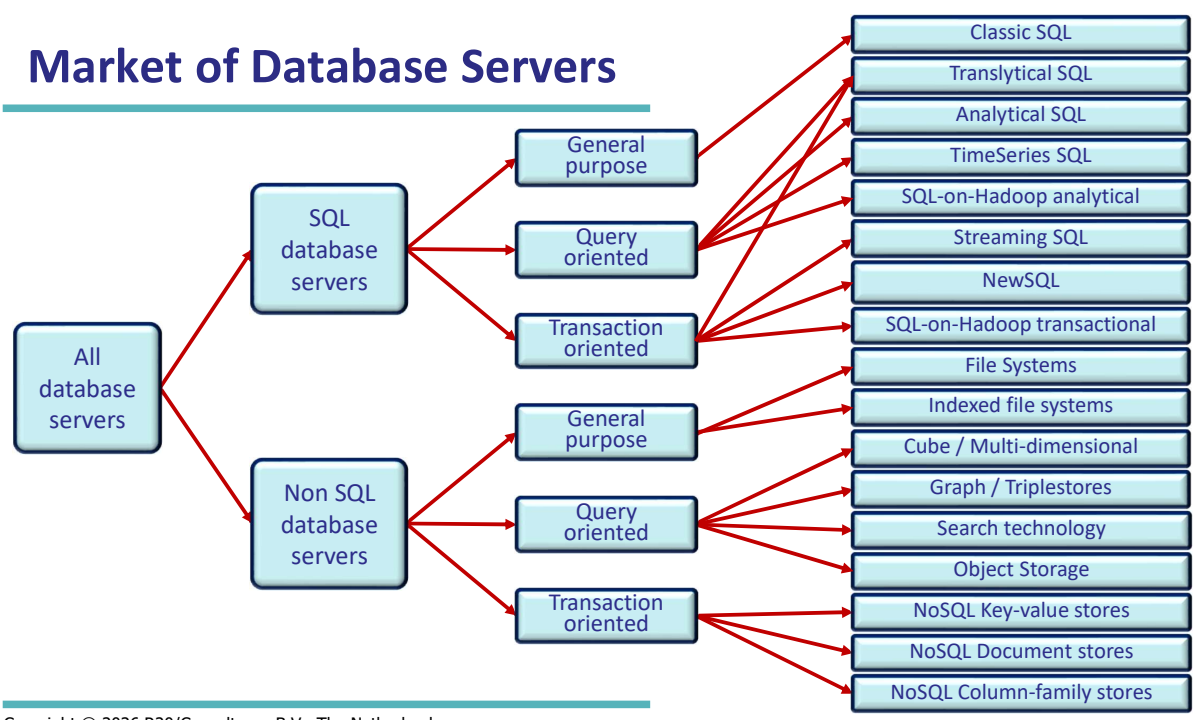 Market of Database Servers
All
database
servers
SQL
database
servers
Non SQL
database
servers
General
purpose
Query
oriented
Transaction
oriented
General
purpose
Query
oriented
Transaction
oriented
Classic SQL
Translytical SQL
Analytical SQL
TimeSeries SQL
SQL-on-Hadoop analytical
Streaming SQL
NewSQL
SQL-on-Hadoop transactional
File Systems
Indexed file systems
Cube / Multi-dimensional
Graph / Triplestores
Search technology
Object Storage
NoSQL Key-value stores
NoSQL Document stores
NoSQL Column-family stores